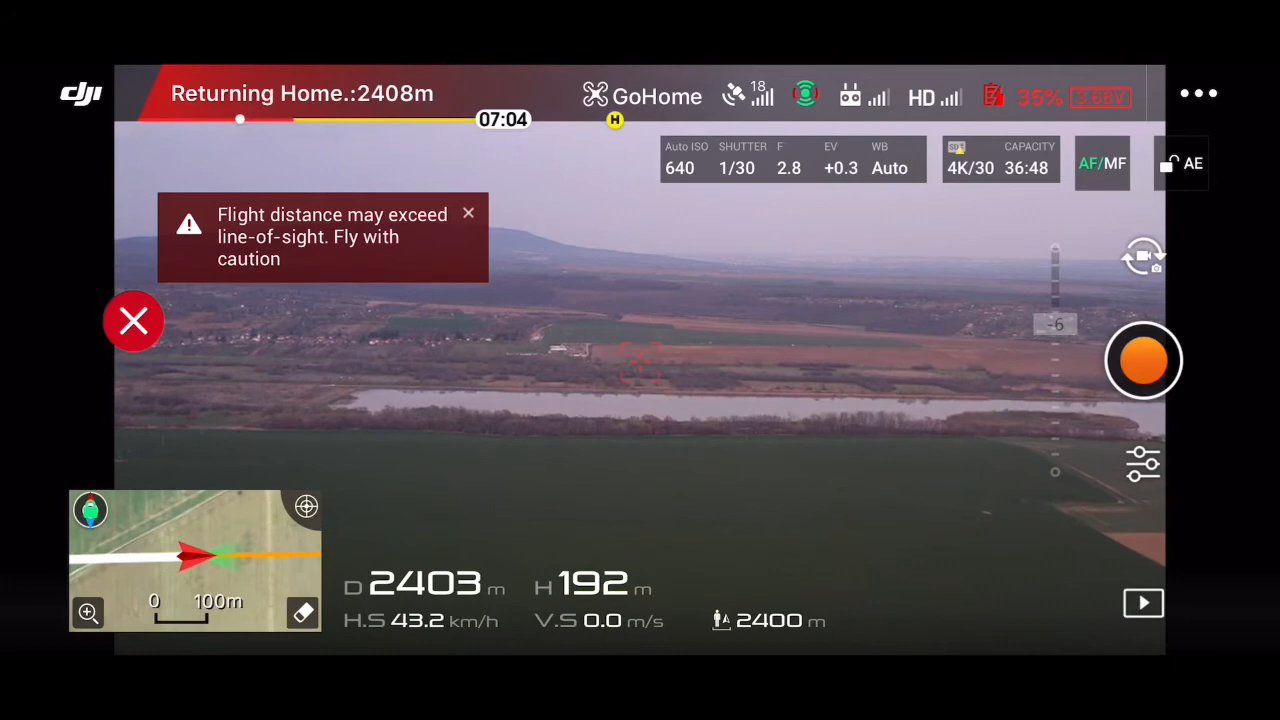 dji
Returning Home.:2408m
GoHome
18
HD
35%
3.68V
07:04
H
Auto ISO
640
SHUTTER
1/30
F
2.8
EV
+0.3
WB
Auto
SD
4K/30
CAPACITY
36:48
AF/MF
AE
Flight distance may exceed
line-of-sight. Fly with
caution
-6
0 100m
D 2403 m
H 192 m
H.S 43.2 km/h
V.S 0.0 m/s
2400 m